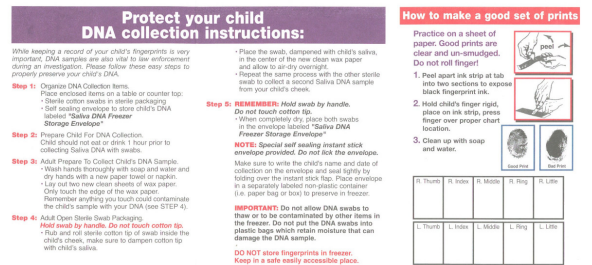 Protect your child
DNA collection instructions:
While keeping a record of your child's fingerprints is very
important, DNA samples are also vital to law enforcement
during an investigation. Please follow these easy steps to
properly preserve your child's DNA.
Step 1: Organize DNA Collection Items.
Place enclosed items on a table or counter top:
• Sterile cotton swabs in sterile packaging
• Self sealing envelope to store child's DNA
labeled "Saliva DNA Freezer
Storage Envelope"
Step 2: Prepare Child For DNA Collection.
Child should not eat or drink 1 hour prior to
collecting Saliva DNA with swabs.
Step 3: Adult Prepare To Collect Child's DNA Sample.
• Wash hands thoroughly with soap and water and
dry hands with a new paper towel or napkin.
• Lay out two new clean sheets of wax paper.
Only touch the edge of the wax paper.
Remember anything you touch could contaminate
the child's sample with your DNA (see STEP 4).
Step 4: Adult Open Sterile Swab Packaging.
Hold swab by handle. Do not touch cotton tip.
• Rub and roll sterile cotton tip of swab inside the
child's cheek, make sure to dampen cotton tip
with child's saliva.
• Place the swab, dampened with child's saliva,
in the center of the new clean wax paper
and allow to air-dry overnight.
• Repeat the same process with the other sterile
swab to collect a second Saliva DNA sample
from your child's cheek.
Step 5: REMEMBER: Hold swab by handle.
Do not touch cotton tip.
• When completely dry, place both swabs
in the envelope labeled "Saliva DNA
Freezer Storage Envelope"
NOTE: Special self sealing instant stick
envelope provided. Do not lick the envelope.
Make sure to write the child's name and date of
collection on the envelope and seal tightly by
folding over the instant stick flap. Place envelope
in a separately labeled non-plastic container
(i.e. paper bag or box) to preserve in freezer.
IMPORTANT: Do not allow DNA swabs to
thaw or to be contaminated by other items in
the freezer. Do not put the DNA swabs into
plastic bags which retain moisture that can
damage the DNA sample.
DO NOT store fingerprints in freezer.
Keep in a safe easily accessible place.
How to make a good set of prints
Practice on a sheet of
paper. Good prints are
clear and un-smudged.
Do not roll finger!
peel
1. Peel apart ink strip at tab
into two sections to expose
black fingerprint ink.
2. Hold child's finger rigid,
place on ink strip, press
finger over proper chart
location.
3. Clean up with soap
and water.
Good Print
Bad Print
R. Thumb R. Index R. Middle R. Ring R. Little
L. Thumb L. Index L. Middle L. Ring L. Little